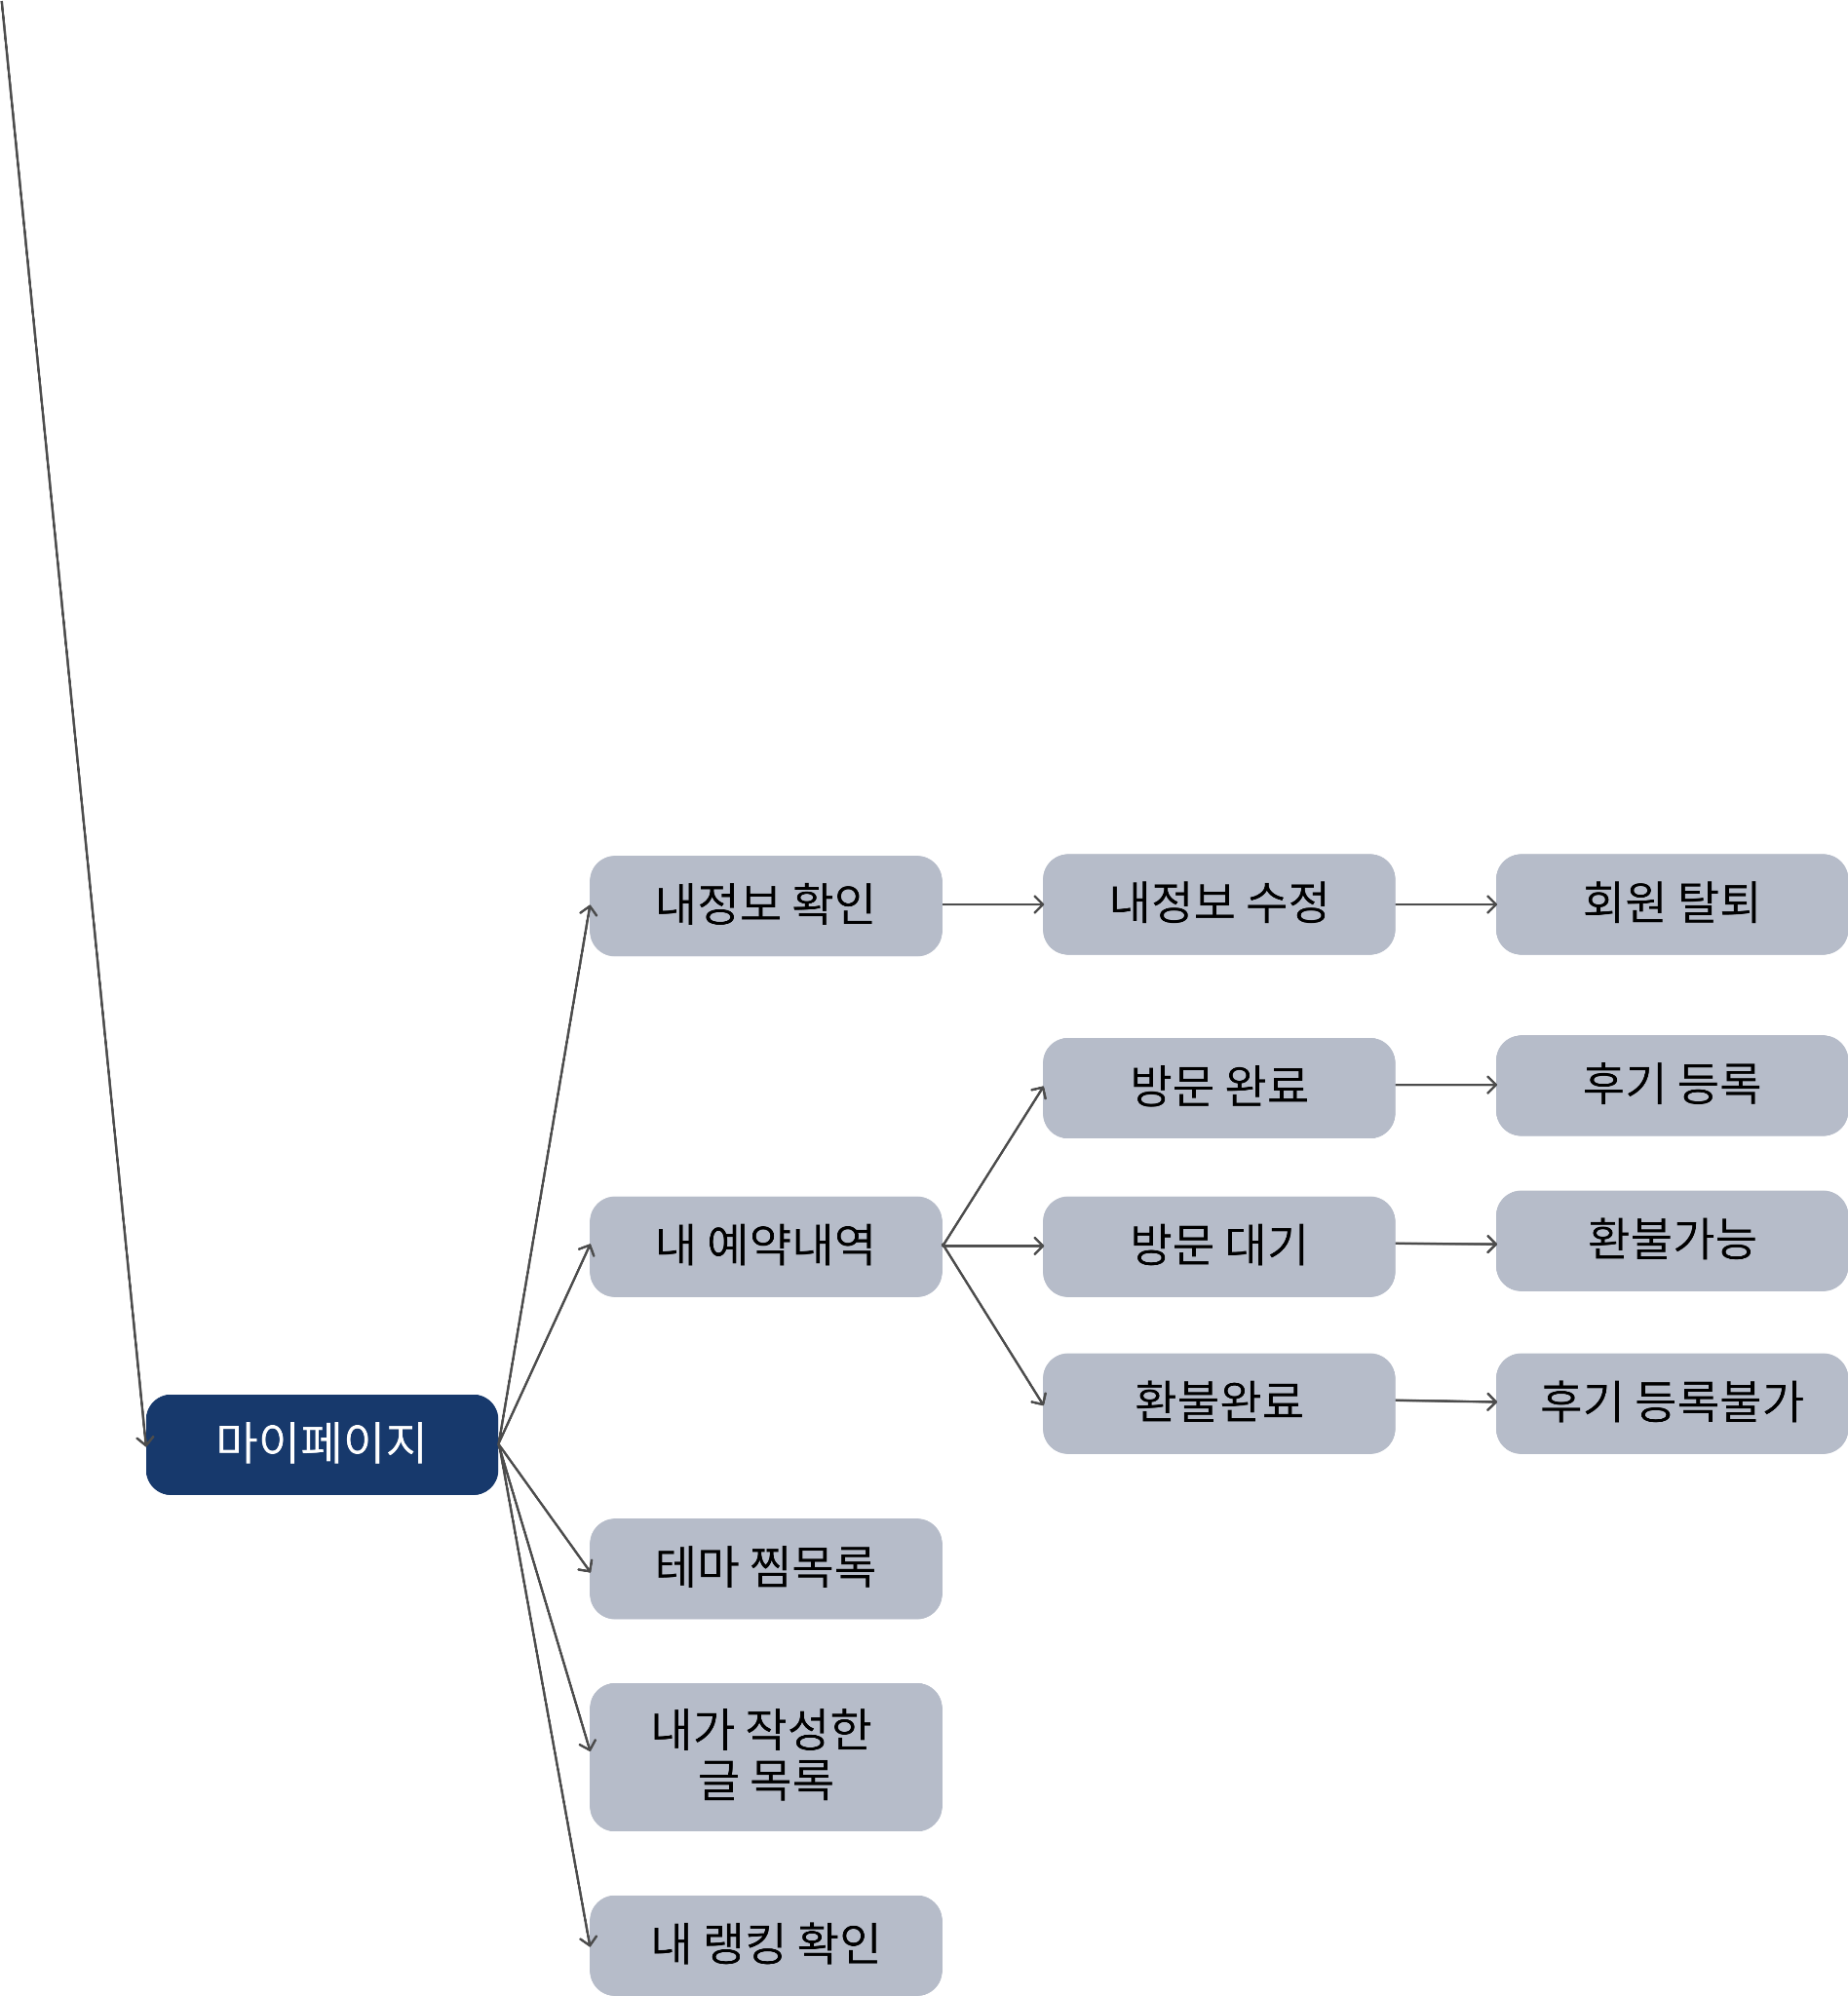 내정보 확인
내정보 수정
회원 탈퇴
방문 완료
후기 등록
내 예약내역
방문 대기
환불가능
환불완료
후기 등록불가
마이페이지
테마 찜목록
내가 작성한
글 목록
내 랭킹 확인